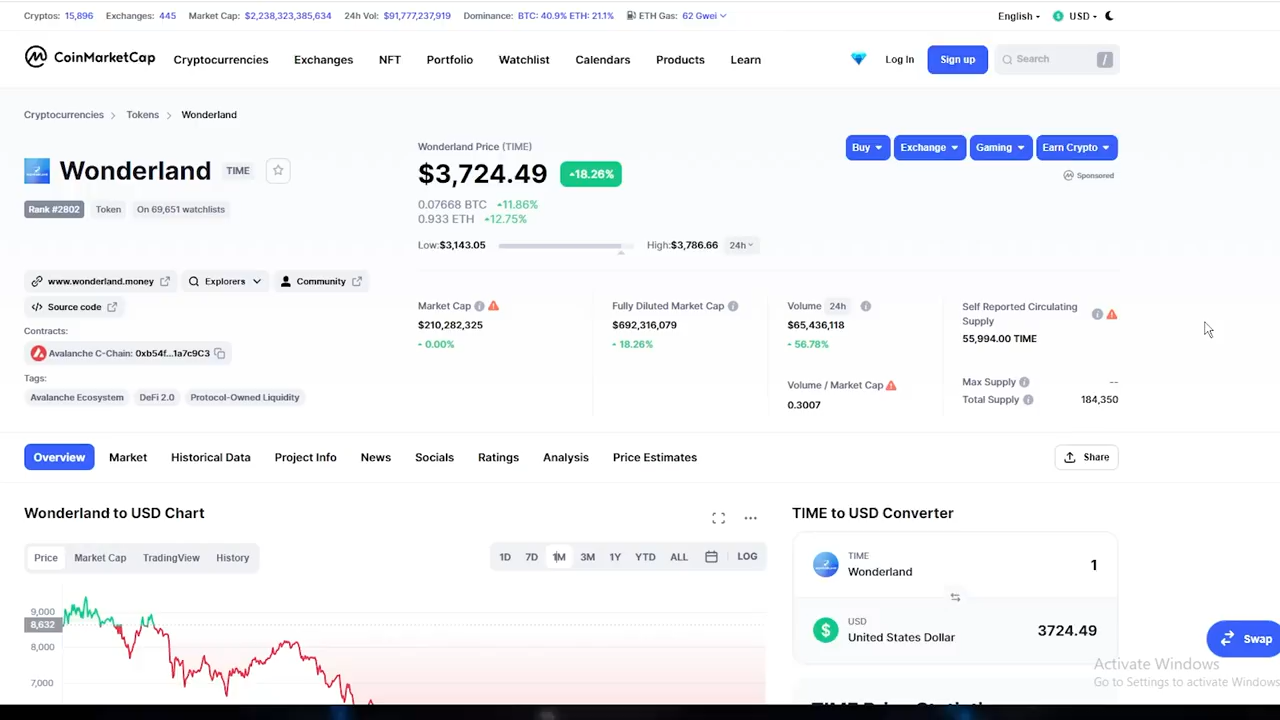 Cryptos: 15,896 Exchanges: 445 Market Cap: $2,238,323,385,634 24h Vol: $91,777,237,919 Dominance: BTC: 40.9% ETH: 21.1% ETH Gas: 62 Gwei English USD
CoinMarketCap Cryptocurrencies Exchanges NFT Portfolio Watchlist Calendars Products Learn Log In Sign up Search /
Cryptocurrencies Tokens Wonderland
Wonderland Price (TIME)
Buy Exchange Gaming Earn Crypto
Wonderland TIME
$3,724.49 18.26%
Sponsored
0.07668 BTC 11.86%
Rank #2802 Token On 69,651 watchlists
0.933 ETH 12.75%
Low:$3,143.05 High:$3,786.66 24h
www.wonderland.money Explorers Community
Source code
Market Cap
$210,282,325
0.00%
Fully Diluted Market Cap
$692,316,079
18.26%
Volume 24h
$65,436,118
56.78%
Volume / Market Cap
0.3007
Self Reported Circulating
Supply
55,994.00 TIME
Max Supply --
Total Supply 184,350
Contracts:
Avalanche C-Chain: 0xb54f...1a7c9C3
Tags:
Avalanche Ecosystem DeFi 2.0 Protocol-Owned Liquidity
Overview Market Historical Data Project Info News Socials Ratings Analysis Price Estimates Share
Wonderland to USD Chart
Price Market Cap TradingView History 1D 7D 1M 3M 1Y YTD ALL LOG
9,000
8,632
8,000
7,000
TIME to USD Converter
TIME
Wonderland 1
USD
United States Dollar 3724.49
Swap
Activate Windows
Go to Settings to activate Windows